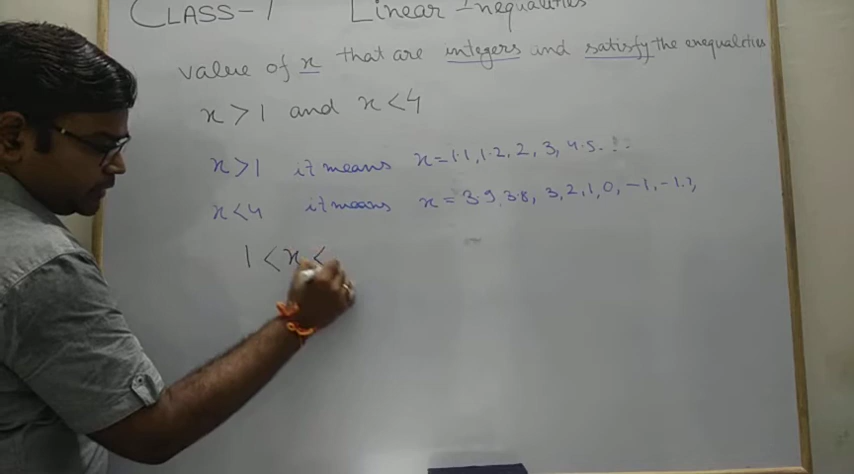 CLASS-1 Linear Inequalities
value of x that are integers and satisfy the enequalities
x > 1 and x < 4
x > 1 it means x = 1.1, 1.2, 2, 3, 4.5. . .
x < 4 it means x = 3.9, 3.8, 3, 2, 1, 0, -1, -1.1,
1 < x <